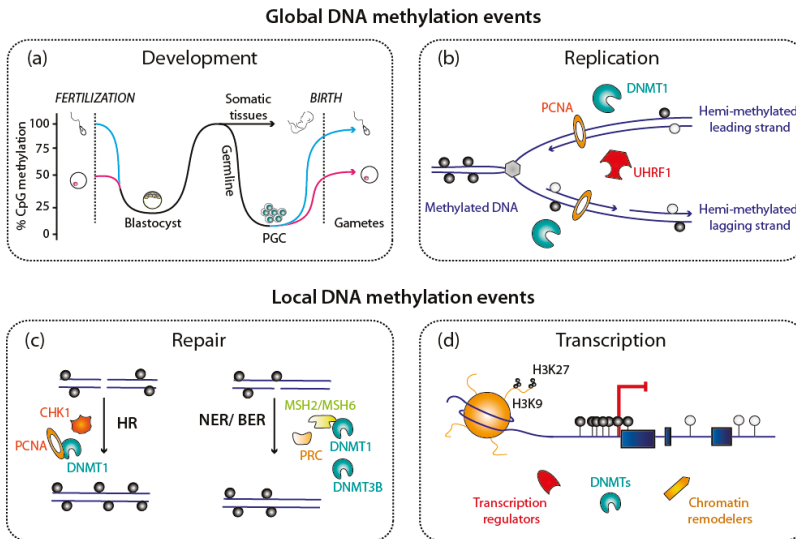 Global DNA methylation events
(a)
Development
FERTILIZATION
Somatic
tissues
BIRTH
% CpG methylation
100
75
50
25
0
Blastocyst
Germline
PGC
Gametes
(b)
Replication
DNMT1
PCNA
Hemi-methylated
leading strand
UHRF1
Methylated DNA
Hemi-methylated
lagging strand
Local DNA methylation events
(c)
Repair
CHK1
HR
PCNA
DNMT1
NER/ BER
MSH2/MSH6
PRC
DNMT1
DNMT3B
(d)
Transcription
H3K27
H3K9
Transcription
regulators
DNMTs
Chromatin
remodelers